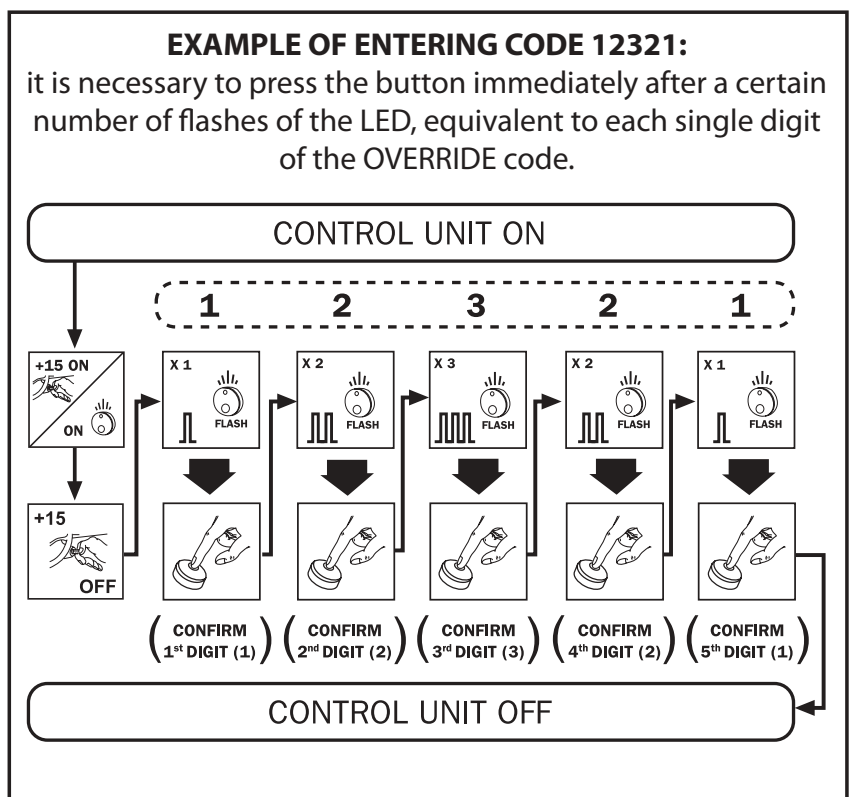 EXAMPLE OF ENTERING CODE 12321:
it is necessary to press the button immediately after a certain
number of flashes of the LED, equivalent to each single digit
of the OVERRIDE code.
CONTROL UNIT ON
1 2 3 2 1
+15 ON
ON
X 1
FLASH
X 2
FLASH
X 3
FLASH
X 2
FLASH
X 1
FLASH
+15
OFF
(CONFIRM
1st DIGIT (1))
(CONFIRM
2nd DIGIT (2))
(CONFIRM
3rd DIGIT (3))
(CONFIRM
4th DIGIT (2))
(CONFIRM
5th DIGIT (1))
CONTROL UNIT OFF